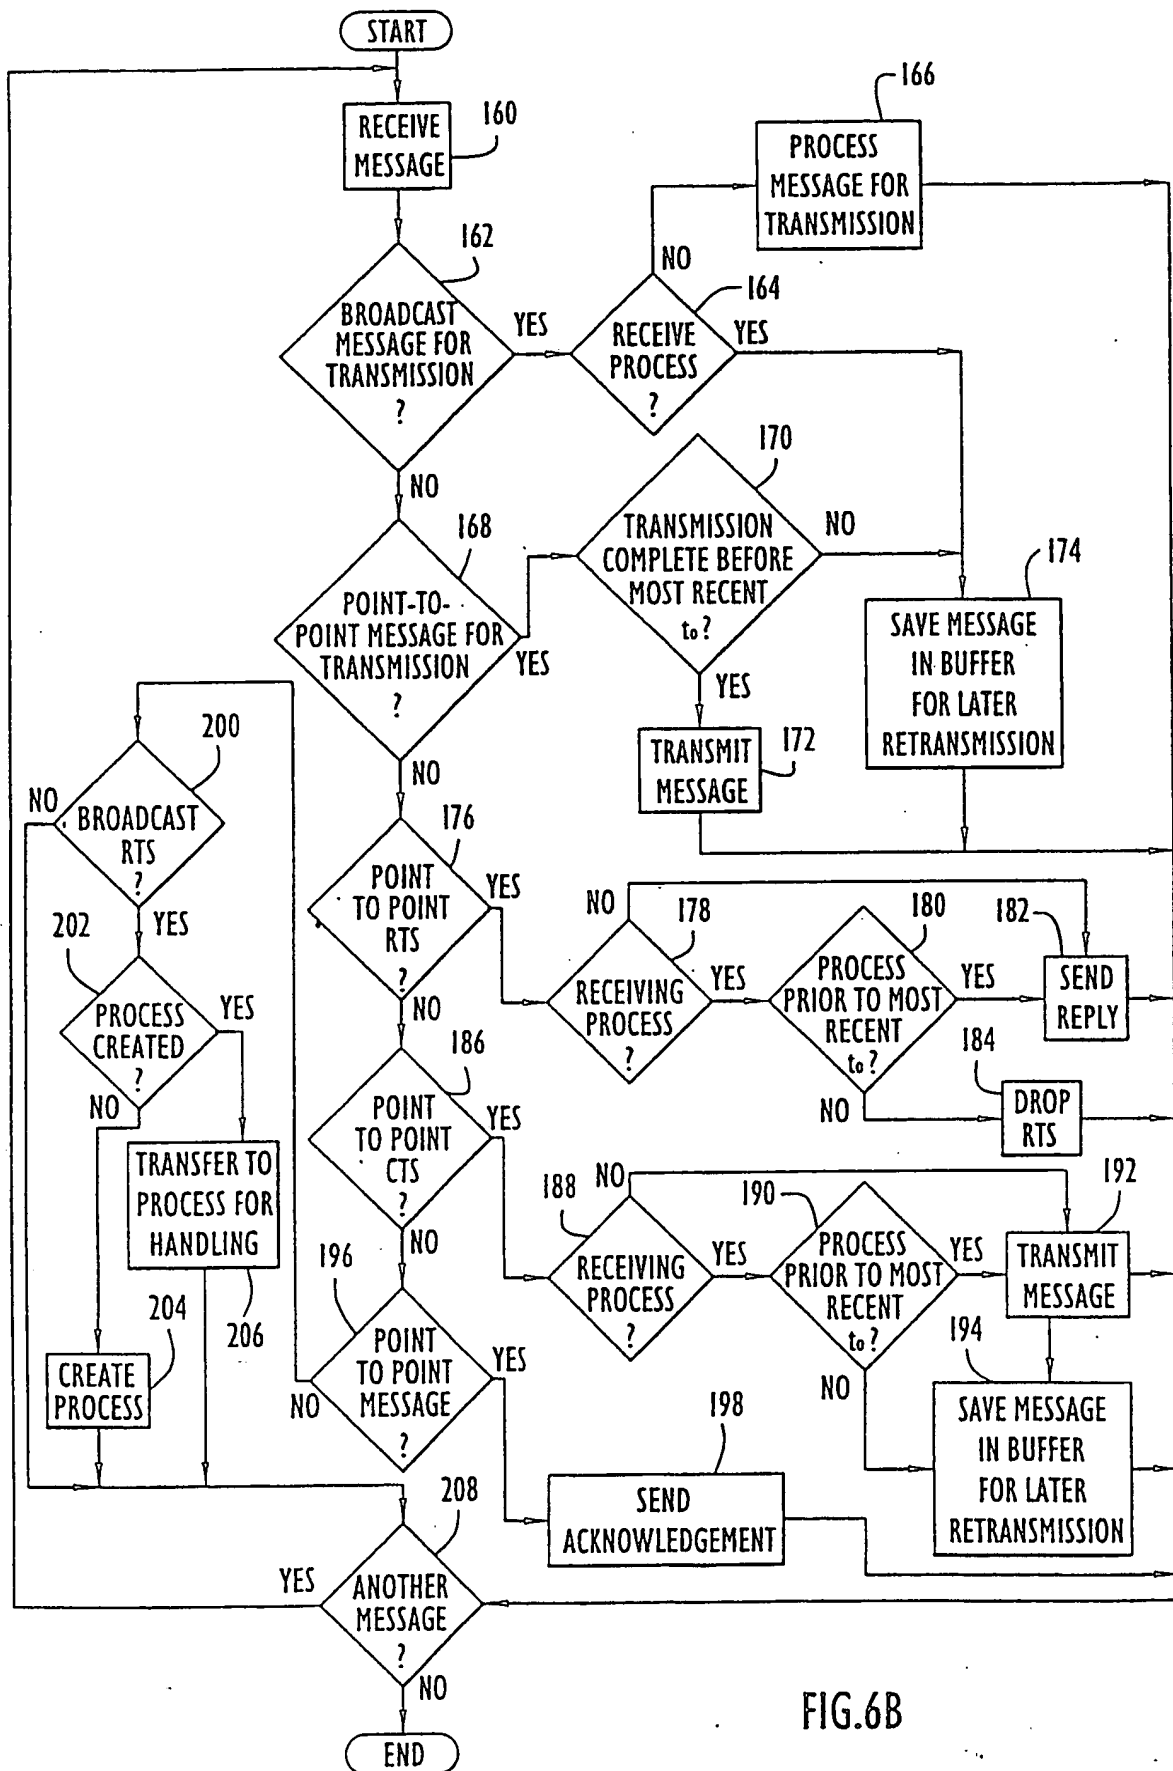 START
RECEIVE
MESSAGE
160
166
PROCESS
MESSAGE FOR
TRANSMISSION
162
BROADCAST
MESSAGE FOR
TRANSMISSION
?
YES
NO
164
RECEIVE
PROCESS
?
NO
YES
168
POINT-TO-
POINT MESSAGE FOR
TRANSMISSION
?
YES
NO
170
TRANSMISSION
COMPLETE BEFORE
MOST RECENT
to?
NO
YES
172
TRANSMIT
MESSAGE
174
SAVE MESSAGE
IN BUFFER
FOR LATER
RETRANSMISSION
176
POINT
TO POINT
RTS
?
YES
NO
178
RECEIVING
PROCESS
?
NO
YES
180
PROCESS
PRIOR TO MOST
RECENT
to?
YES
NO
182
SEND
REPLY
184
DROP
RTS
186
POINT
TO POINT
CTS
?
YES
NO
188
RECEIVING
PROCESS
?
NO
YES
190
PROCESS
PRIOR TO MOST
RECENT
to?
YES
NO
192
TRANSMIT
MESSAGE
194
SAVE MESSAGE
IN BUFFER
FOR LATER
RETRANSMISSION
196
POINT
TO POINT
MESSAGE
?
YES
NO
198
SEND
ACKNOWLEDGEMENT
200
BROADCAST
RTS
?
NO
YES
202
PROCESS
CREATED
?
YES
NO
204
CREATE
PROCESS
TRANSFER TO
PROCESS FOR
HANDLING
206
208
ANOTHER
MESSAGE
?
YES
NO
END
FIG.6B